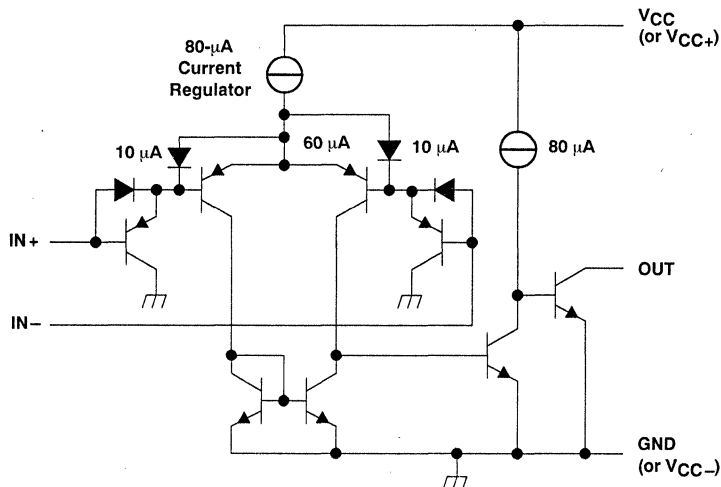 VCC
(or VCC+)
80-μA
Current
Regulator
10 μA
60 μA
10 μA
80 μA
IN+
OUT
IN−
GND
(or VCC−)